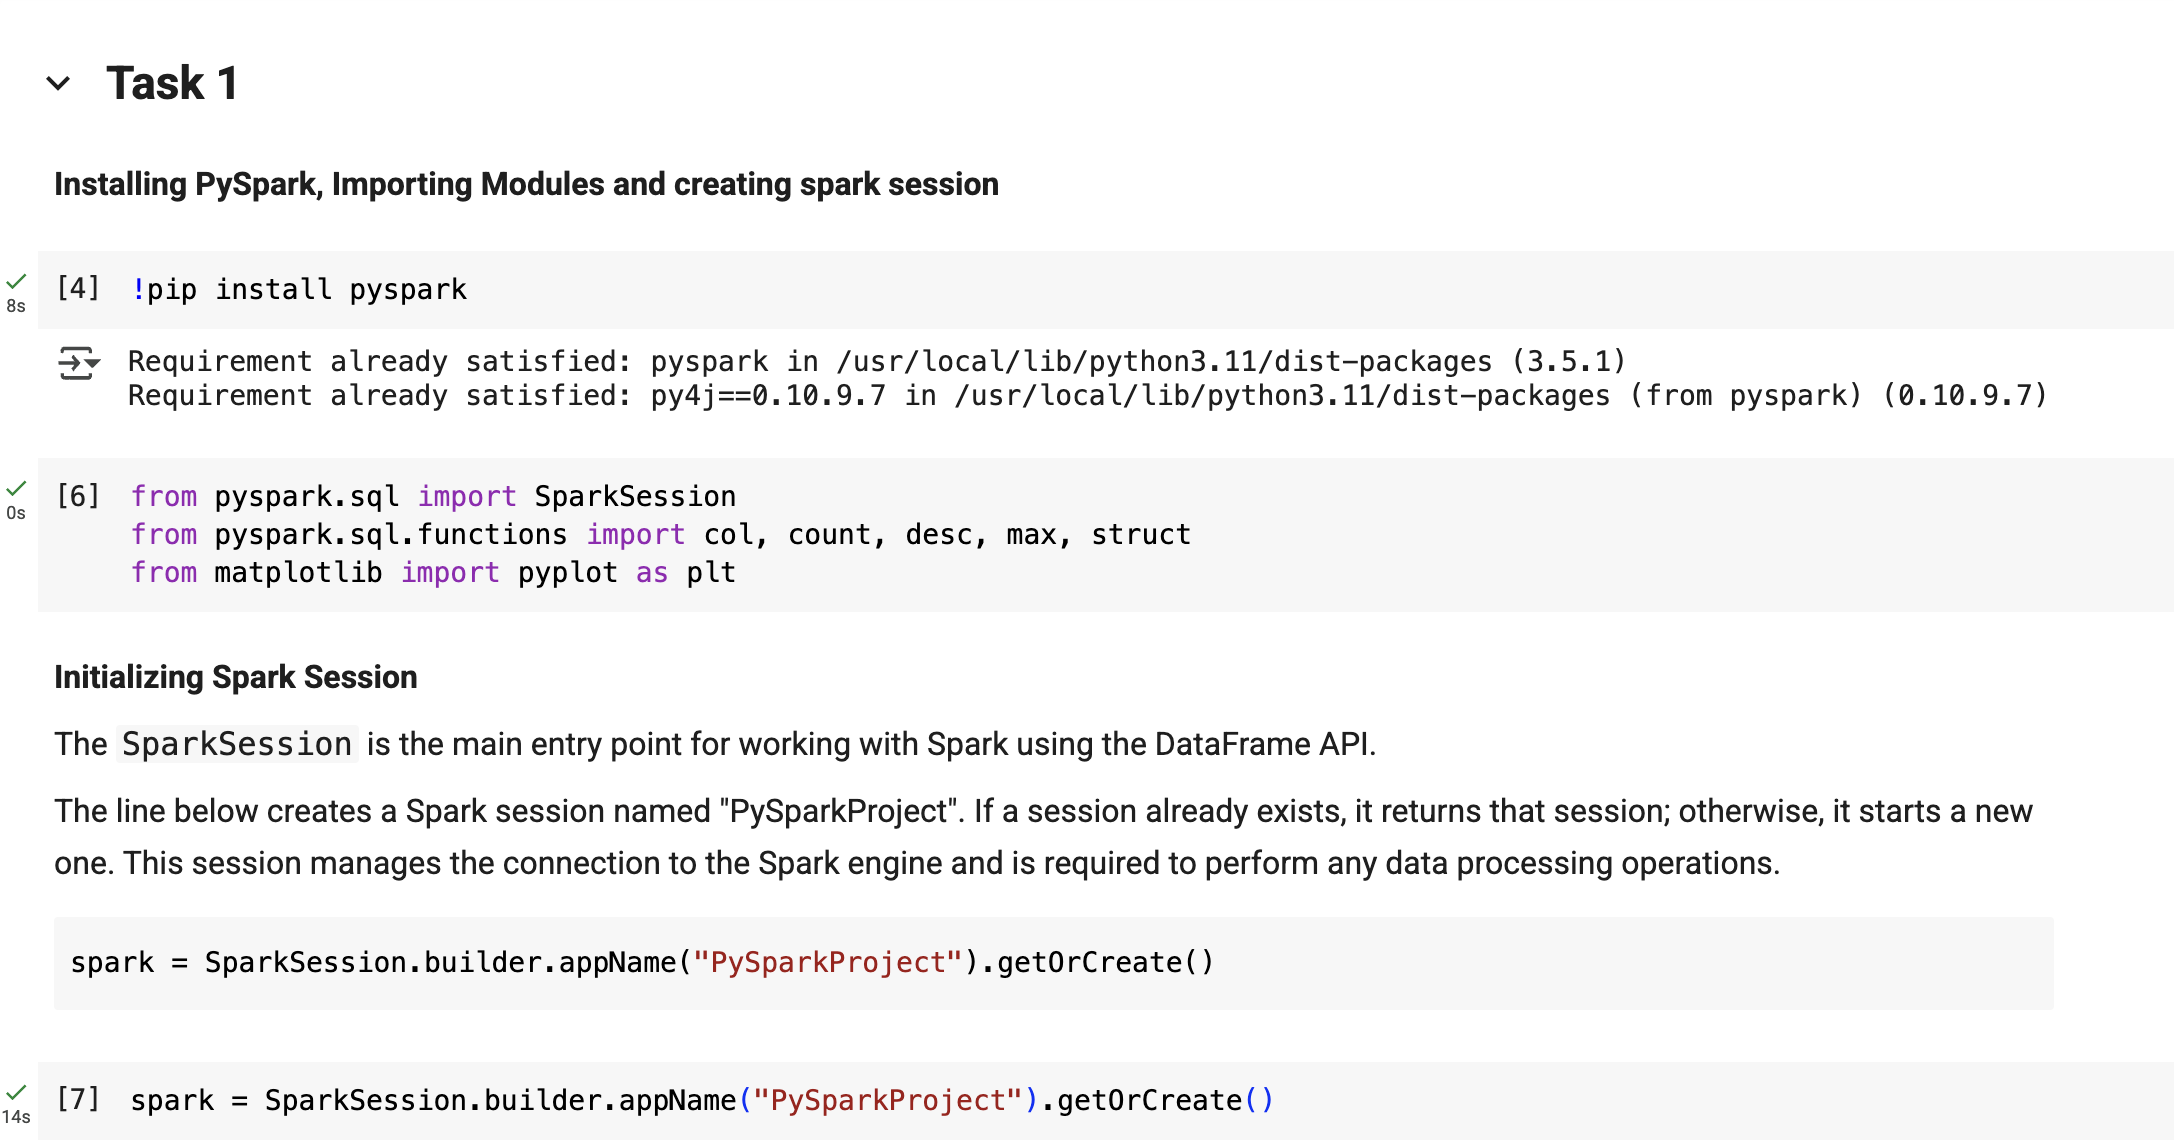 Task 1
Installing PySpark, Importing Modules and creating spark session
8s
[4] !pip install pyspark
Requirement already satisfied: pyspark in /usr/local/lib/python3.11/dist-packages (3.5.1)
Requirement already satisfied: py4j==0.10.9.7 in /usr/local/lib/python3.11/dist-packages (from pyspark) (0.10.9.7)
0s
[6] from pyspark.sql import SparkSession
from pyspark.sql.functions import col, count, desc, max, struct
from matplotlib import pyplot as plt
Initializing Spark Session
The SparkSession is the main entry point for working with Spark using the DataFrame API.
The line below creates a Spark session named "PySparkProject". If a session already exists, it returns that session; otherwise, it starts a new
one. This session manages the connection to the Spark engine and is required to perform any data processing operations.
spark = SparkSession.builder.appName("PySparkProject").getOrCreate()
14s
[7] spark = SparkSession.builder.appName("PySparkProject").getOrCreate()